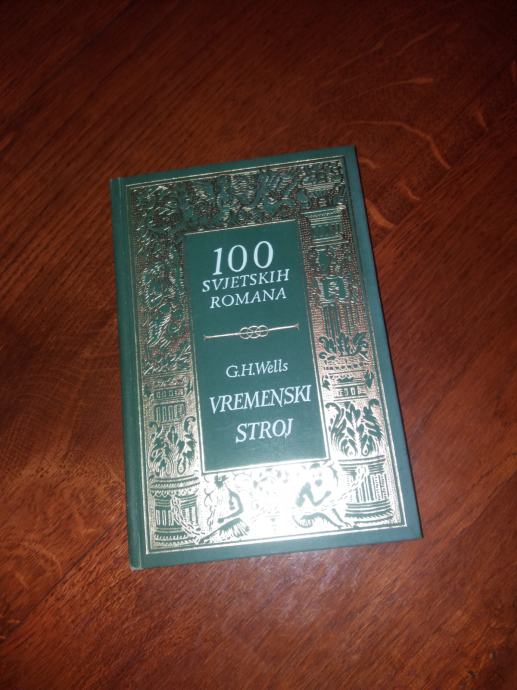 100
SVJETSKIH
ROMANA
G.H.Wells
VREMENSKI
STROJ